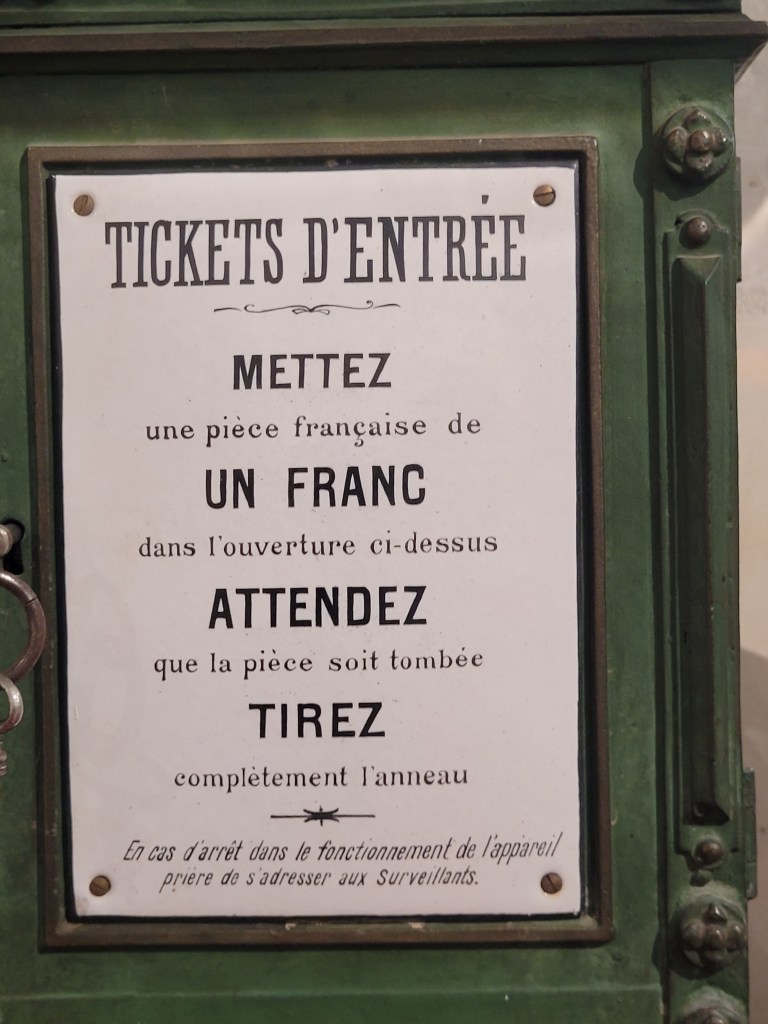 TICKETS D'ENTRÉE
METTEZ
une pièce française de
UN FRANC
dans l'ouverture ci-dessus
ATTENDEZ
que la pièce soit tombée
TIREZ
complètement l'anneau
En cas d'arrêt dans le fonctionnement de l'appareil
prière de s'adresser aux Surveillants.